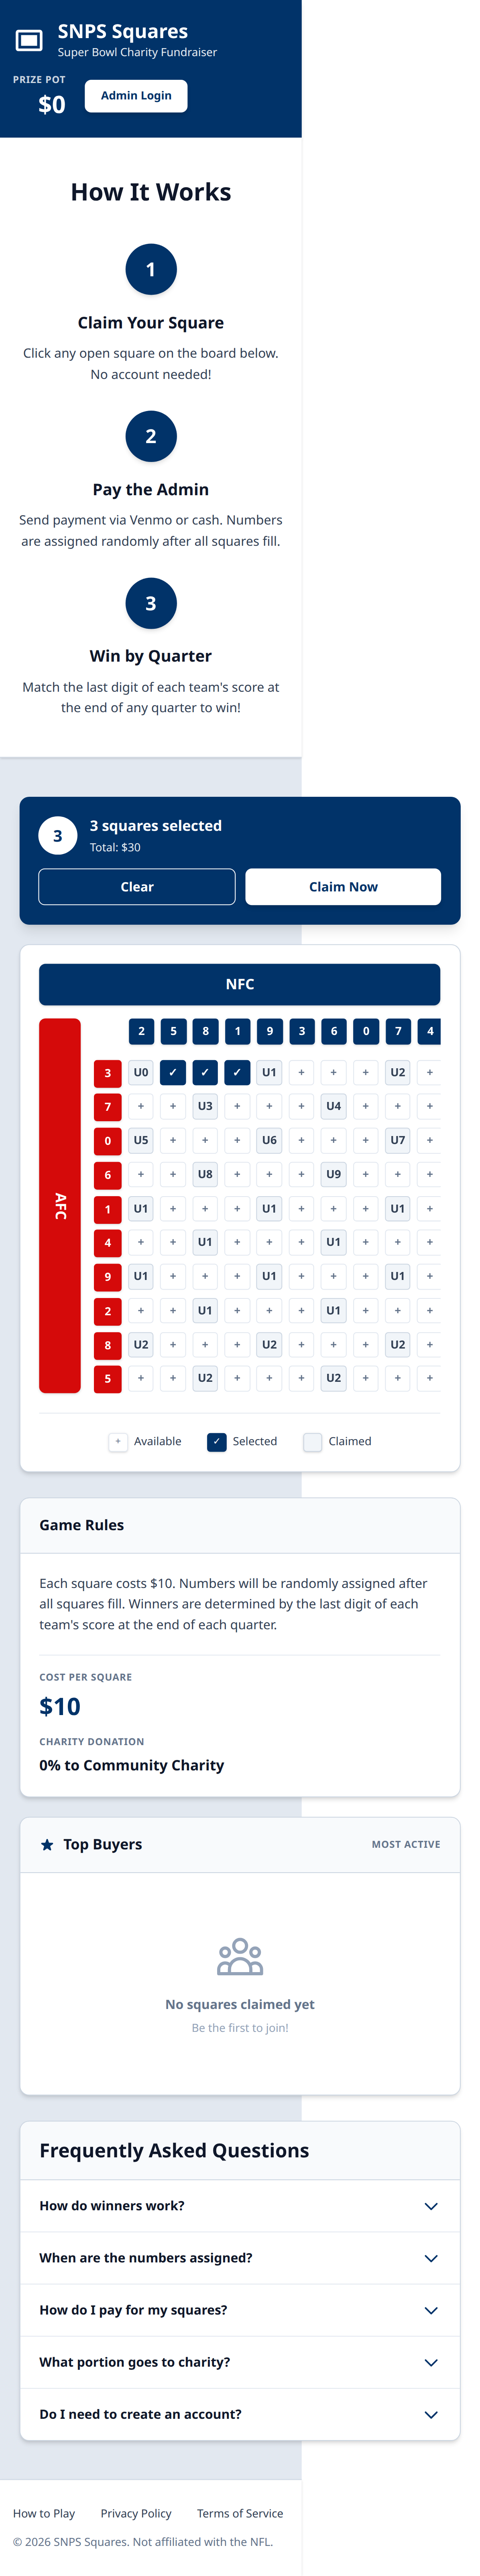 SNPS Squares
Super Bowl Charity Fundraiser
PRIZE POT
$0
Admin Login
How It Works
1
Claim Your Square
Click any open square on the board below.
No account needed!
2
Pay the Admin
Send payment via Venmo or cash. Numbers
are assigned randomly after all squares fill.
3
Win by Quarter
Match the last digit of each team's score at
the end of any quarter to win!
3
3 squares selected
Total: $30
Clear
Claim Now
NFC
AFC
2 5 8 1 9 3 6 0 7 4
3 U0 ✓ ✓ ✓ U1 + + + U2 +
7 + + U3 + + + U4 + + +
0 U5 + + + U6 + + + U7 +
6 + + U8 + + + U9 + + +
1 U1 + + + U1 + + + U1 +
4 + + U1 + + + U1 + + +
9 U1 + + + U1 + + + U1 +
2 + + U1 + + + U1 + + +
8 U2 + + + U2 + + + U2 +
5 + + U2 + + + U2 + + +
+ Available ✓ Selected Claimed
Game Rules
Each square costs $10. Numbers will be randomly assigned after
all squares fill. Winners are determined by the last digit of each
team's score at the end of each quarter.
COST PER SQUARE
$10
CHARITY DONATION
0% to Community Charity
Top Buyers
MOST ACTIVE
No squares claimed yet
Be the first to join!
Frequently Asked Questions
How do winners work?
When are the numbers assigned?
How do I pay for my squares?
What portion goes to charity?
Do I need to create an account?
How to Play Privacy Policy Terms of Service
© 2026 SNPS Squares. Not affiliated with the NFL.